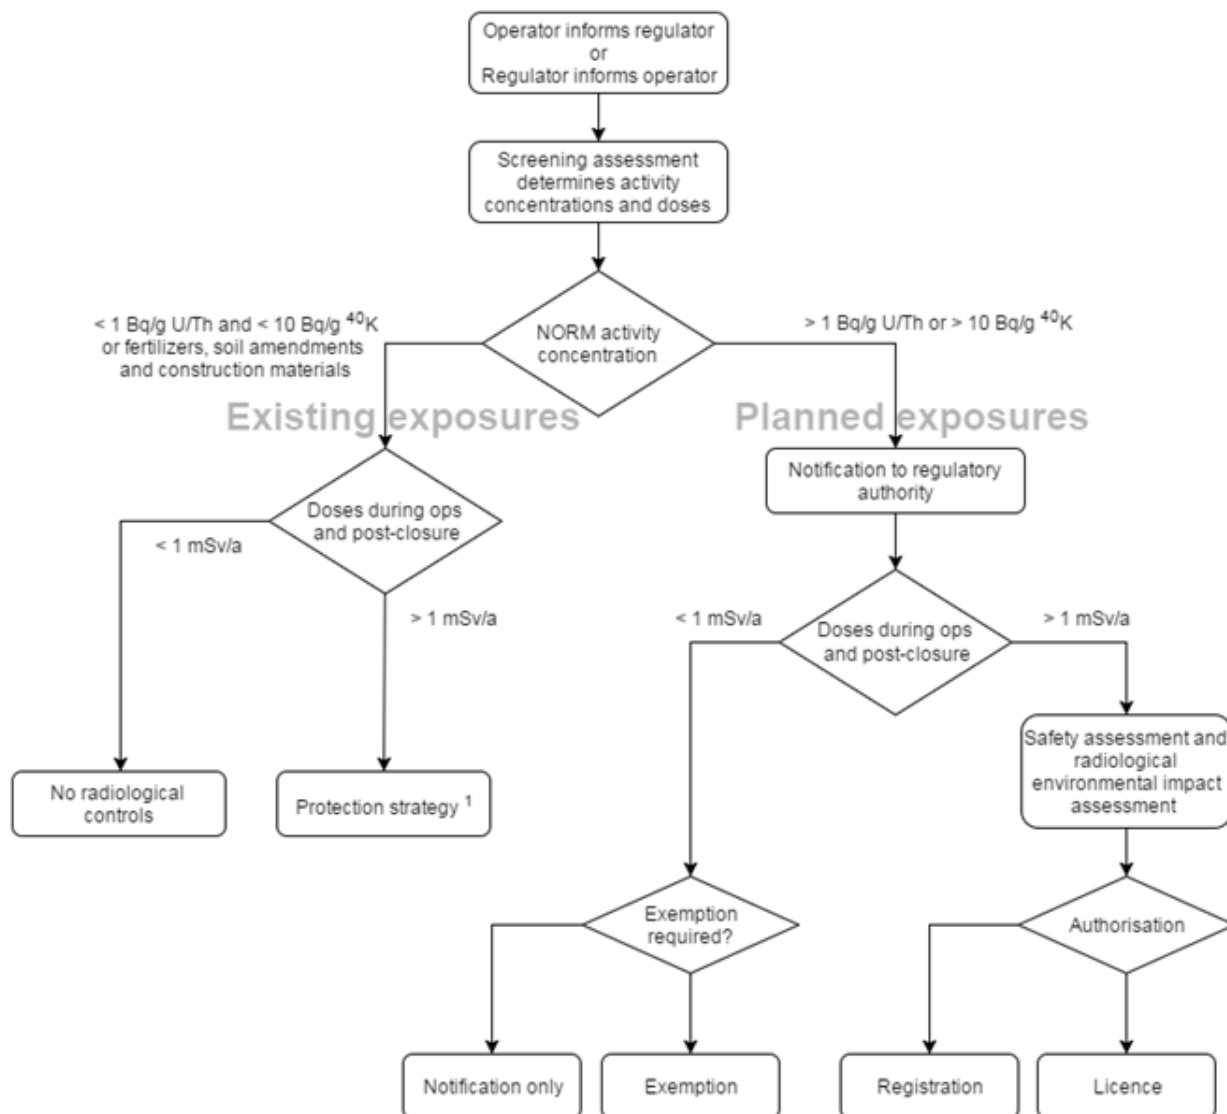 Operator informs regulator
or
Regulator informs operator
Screening assessment
determines activity
concentrations and doses
NORM activity
concentration
< 1 Bq/g U/Th and < 10 Bq/g ⁴⁰K
or fertilizers, soil amendments
and construction materials
> 1 Bq/g U/Th or > 10 Bq/g ⁴⁰K
Existing exposures
Planned exposures
Doses during ops
and post-closure
Notification to regulatory
authority
< 1 mSv/a
> 1 mSv/a
< 1 mSv/a
Doses during ops
and post-closure
> 1 mSv/a
No radiological
controls
Protection strategy ¹
Safety assessment and
radiological
environmental impact
assessment
Exemption
required?
Authorisation
Notification only
Exemption
Registration
Licence